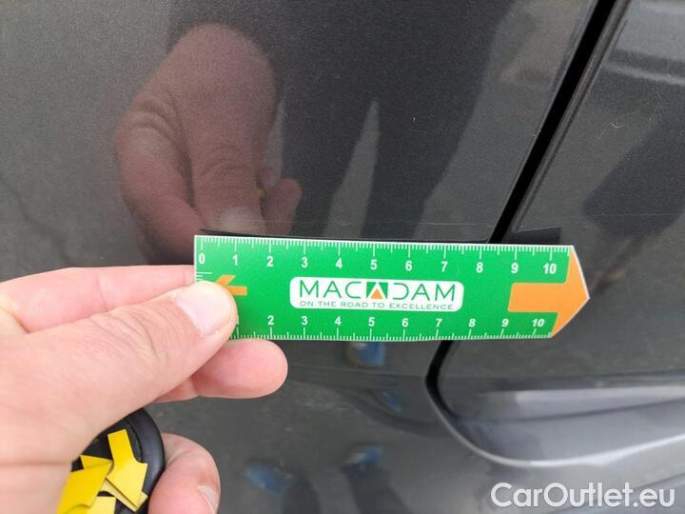 0 1 2 3 4 5 6 7 8 9 10
MACADAM
ON THE ROAD TO EXCELLENCE
2 3 4 5 6 7 8 9 10
CarOutlet.eu